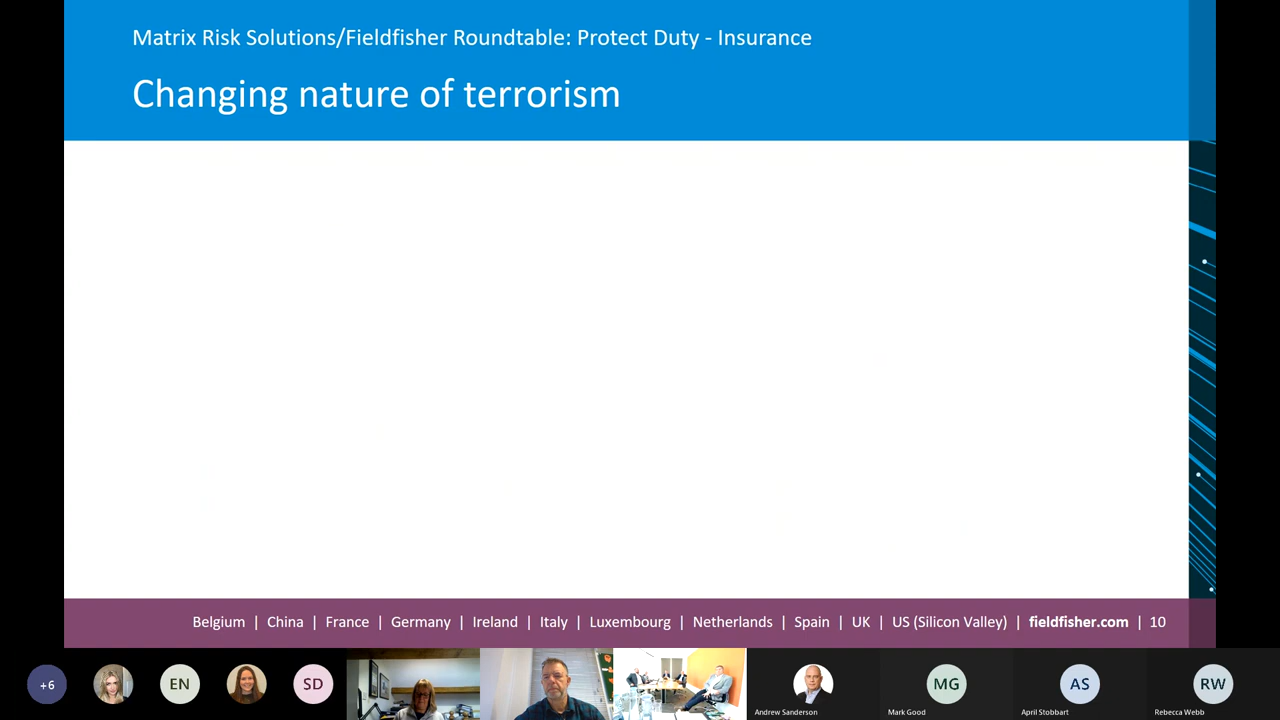 Matrix Risk Solutions/Fieldfisher Roundtable: Protect Duty - Insurance
Changing nature of terrorism
Belgium | China | France | Germany | Ireland | Italy | Luxembourg | Netherlands | Spain | UK | US (Silicon Valley) | fieldfisher.com | 10
+6
EN
SD
MG
AS
RW
Andrew Sanderson
Mark Good
April Stobbart
Rebecca Webb